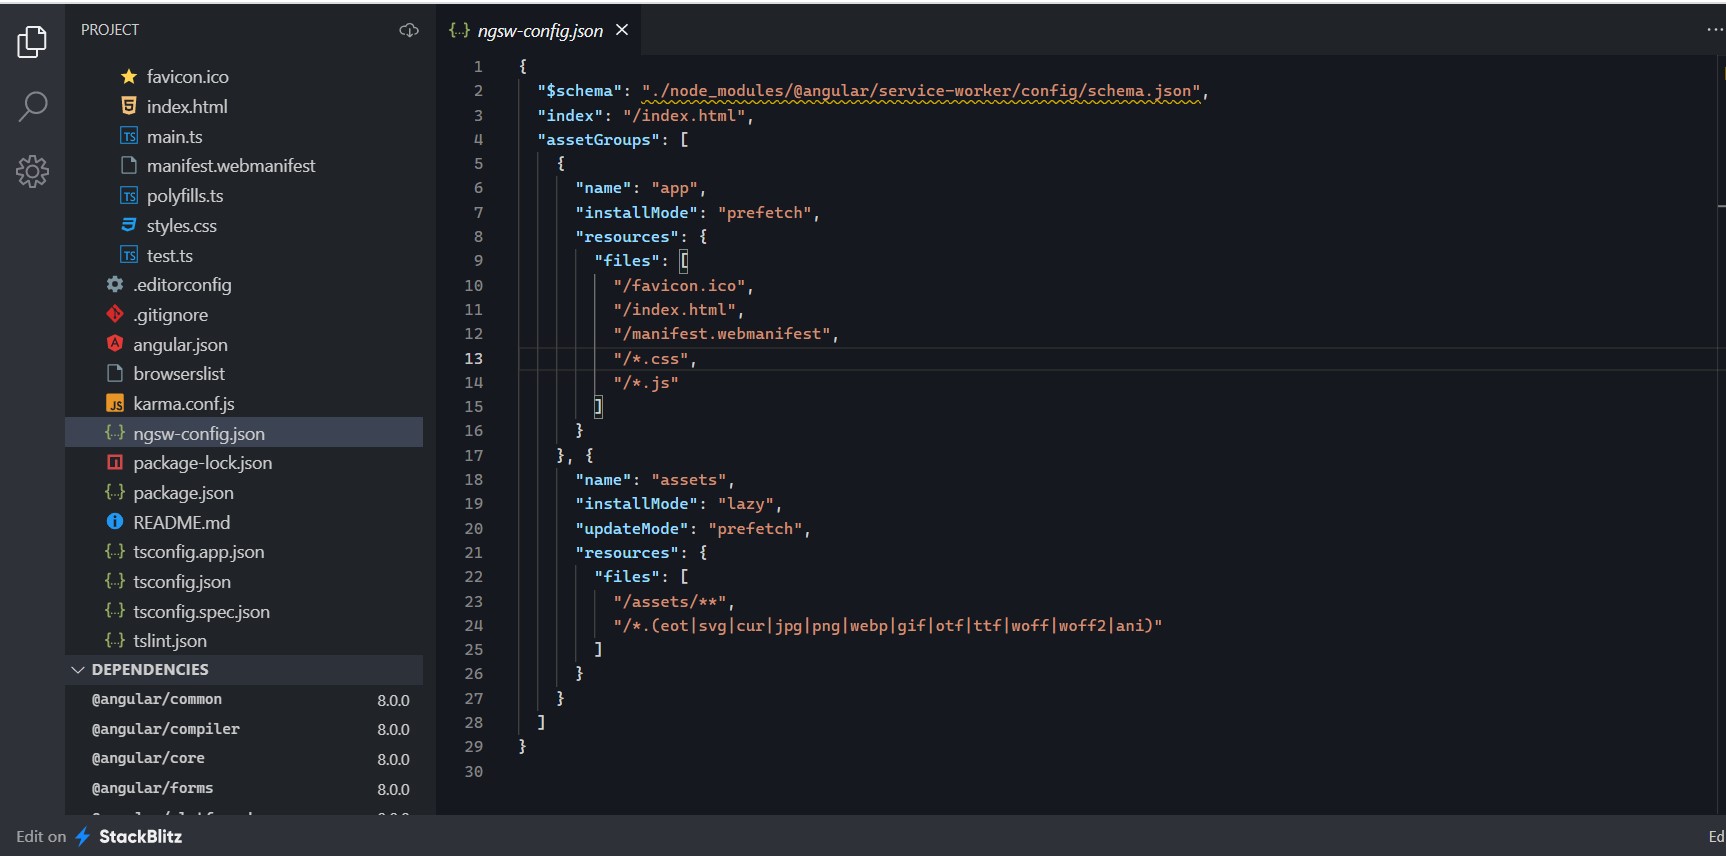 PROJECT
favicon.ico
index.html
main.ts
manifest.webmanifest
polyfills.ts
styles.css
test.ts
.editorconfig
.gitignore
angular.json
browserslist
karma.conf.js
ngsw-config.json
package-lock.json
package.json
README.md
tsconfig.app.json
tsconfig.json
tsconfig.spec.json
tslint.json
DEPENDENCIES
@angular/common 8.0.0
@angular/compiler 8.0.0
@angular/core 8.0.0
@angular/forms 8.0.0
{..} ngsw-config.json
1 {
2 "$schema": "./node_modules/@angular/service-worker/config/schema.json",
3 "index": "/index.html",
4 "assetGroups": [
5 {
6 "name": "app",
7 "installMode": "prefetch",
8 "resources": {
9 "files": [
10 "/favicon.ico",
11 "/index.html",
12 "/manifest.webmanifest",
13 "/*.css",
14 "/*.js"
15 ]
16 }
17 }, {
18 "name": "assets",
19 "installMode": "lazy",
20 "updateMode": "prefetch",
21 "resources": {
22 "files": [
23 "/assets/**",
24 "/*.(eot|svg|cur|jpg|png|webp|gif|otf|ttf|woff|woff2|ani)"
25 ]
26 }
27 }
28 ]
29 }
30
Edit on StackBlitz
Ed